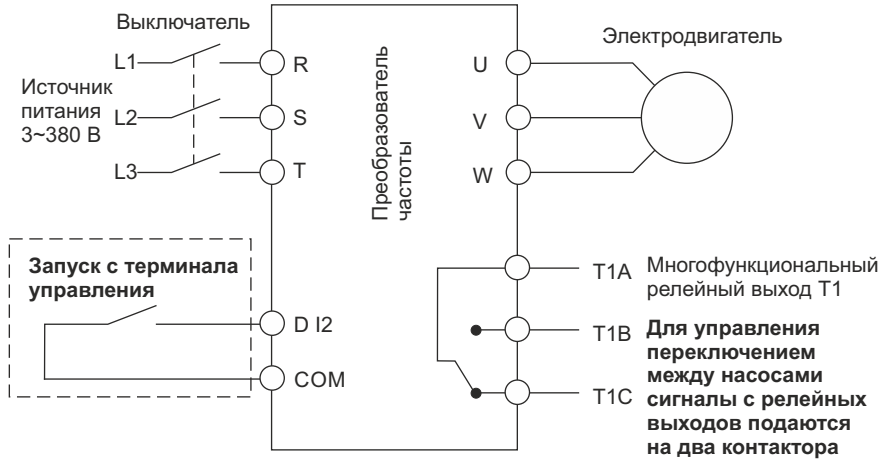 Выключатель
L1
R
Источник
питания
3~380 В
L2
S
L3
T
Преобразователь
частоты
U
V
W
Электродвигатель
Запуск с терминала
управления
D I2
COM
T1A
Многофункциональный
релейный выход T1
T1B
T1C
Для управления
переключением
между насосами
сигналы с релейных
выходов подаются
на два контактора